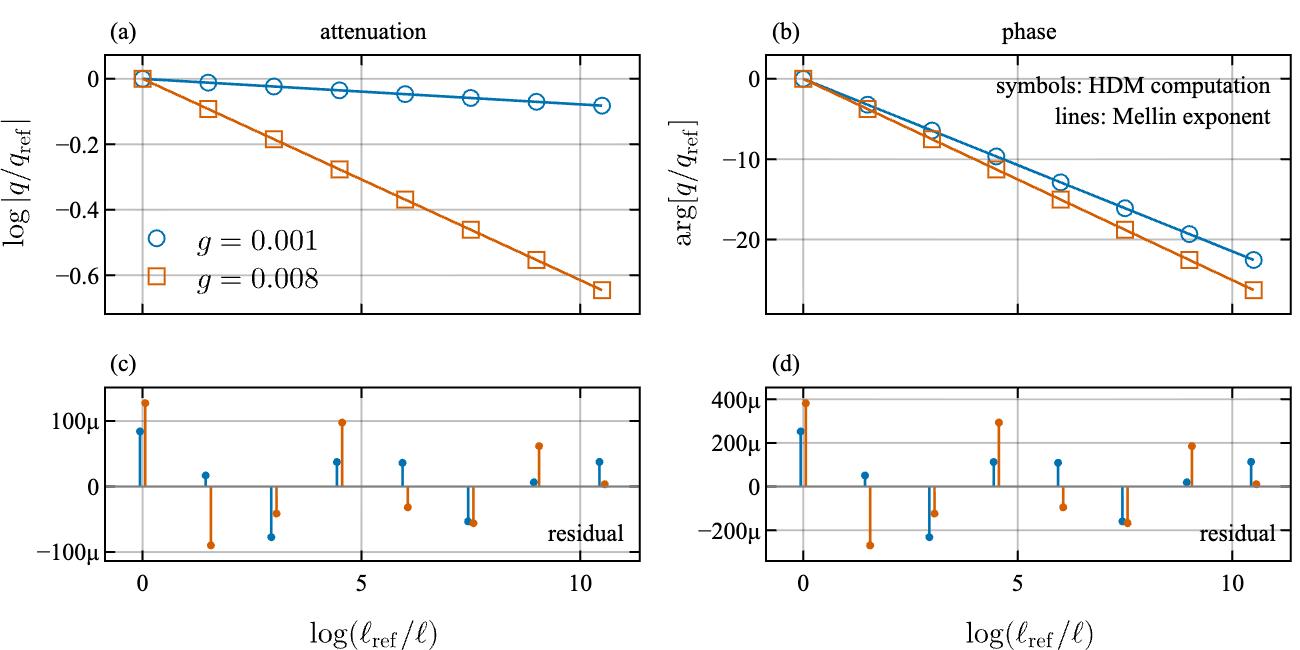 (a) attenuation
0
−0.2
−0.4
−0.6
log |q/q_ref|
g = 0.001
g = 0.008
(b) phase
0
−10
−20
arg[q/q_ref]
symbols: HDM computation
lines: Mellin exponent
(c)
100μ
0
−100μ
residual
0 5 10
log(ℓ_ref/ℓ)
(d)
400μ
200μ
0
−200μ
residual
0 5 10
log(ℓ_ref/ℓ)